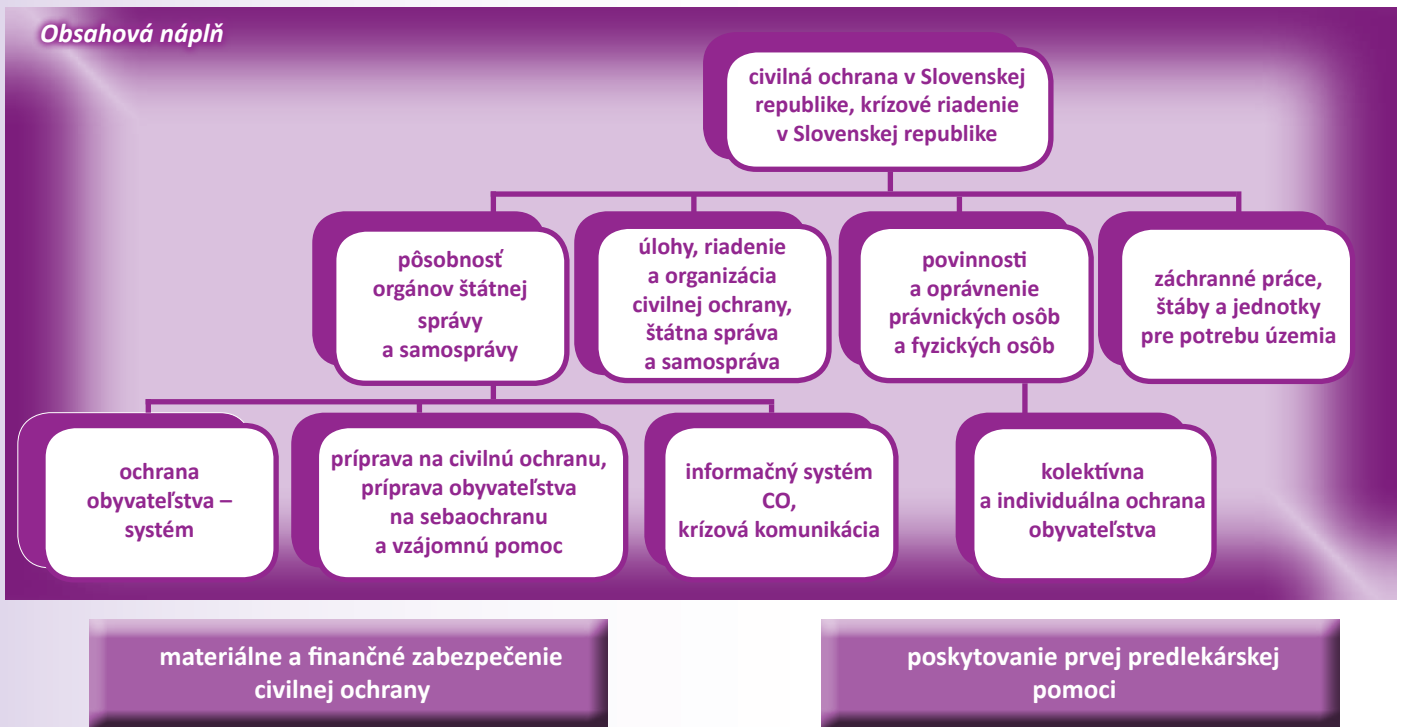 Obsahová náplň
civilná ochrana v Slovenskej
republike, krízové riadenie
v Slovenskej republike
pôsobnosť
orgánov štátnej
správy
a samosprávy
úlohy, riadenie
a organizácia
civilnej ochrany,
štátna správa
a samospráva
povinnosti
a oprávnenie
právnických osôb
a fyzických osôb
záchranné práce,
štáby a jednotky
pre potrebu územia
ochrana
obyvateľstva –
systém
príprava na civilnú ochranu,
príprava obyvateľstva
na sebaochranu
a vzájomnú pomoc
informačný systém
CO,
krízová komunikácia
kolektívna
a individuálna ochrana
obyvateľstva
materiálne a finančné zabezpečenie
civilnej ochrany
poskytovanie prvej predlekárskej
pomoci